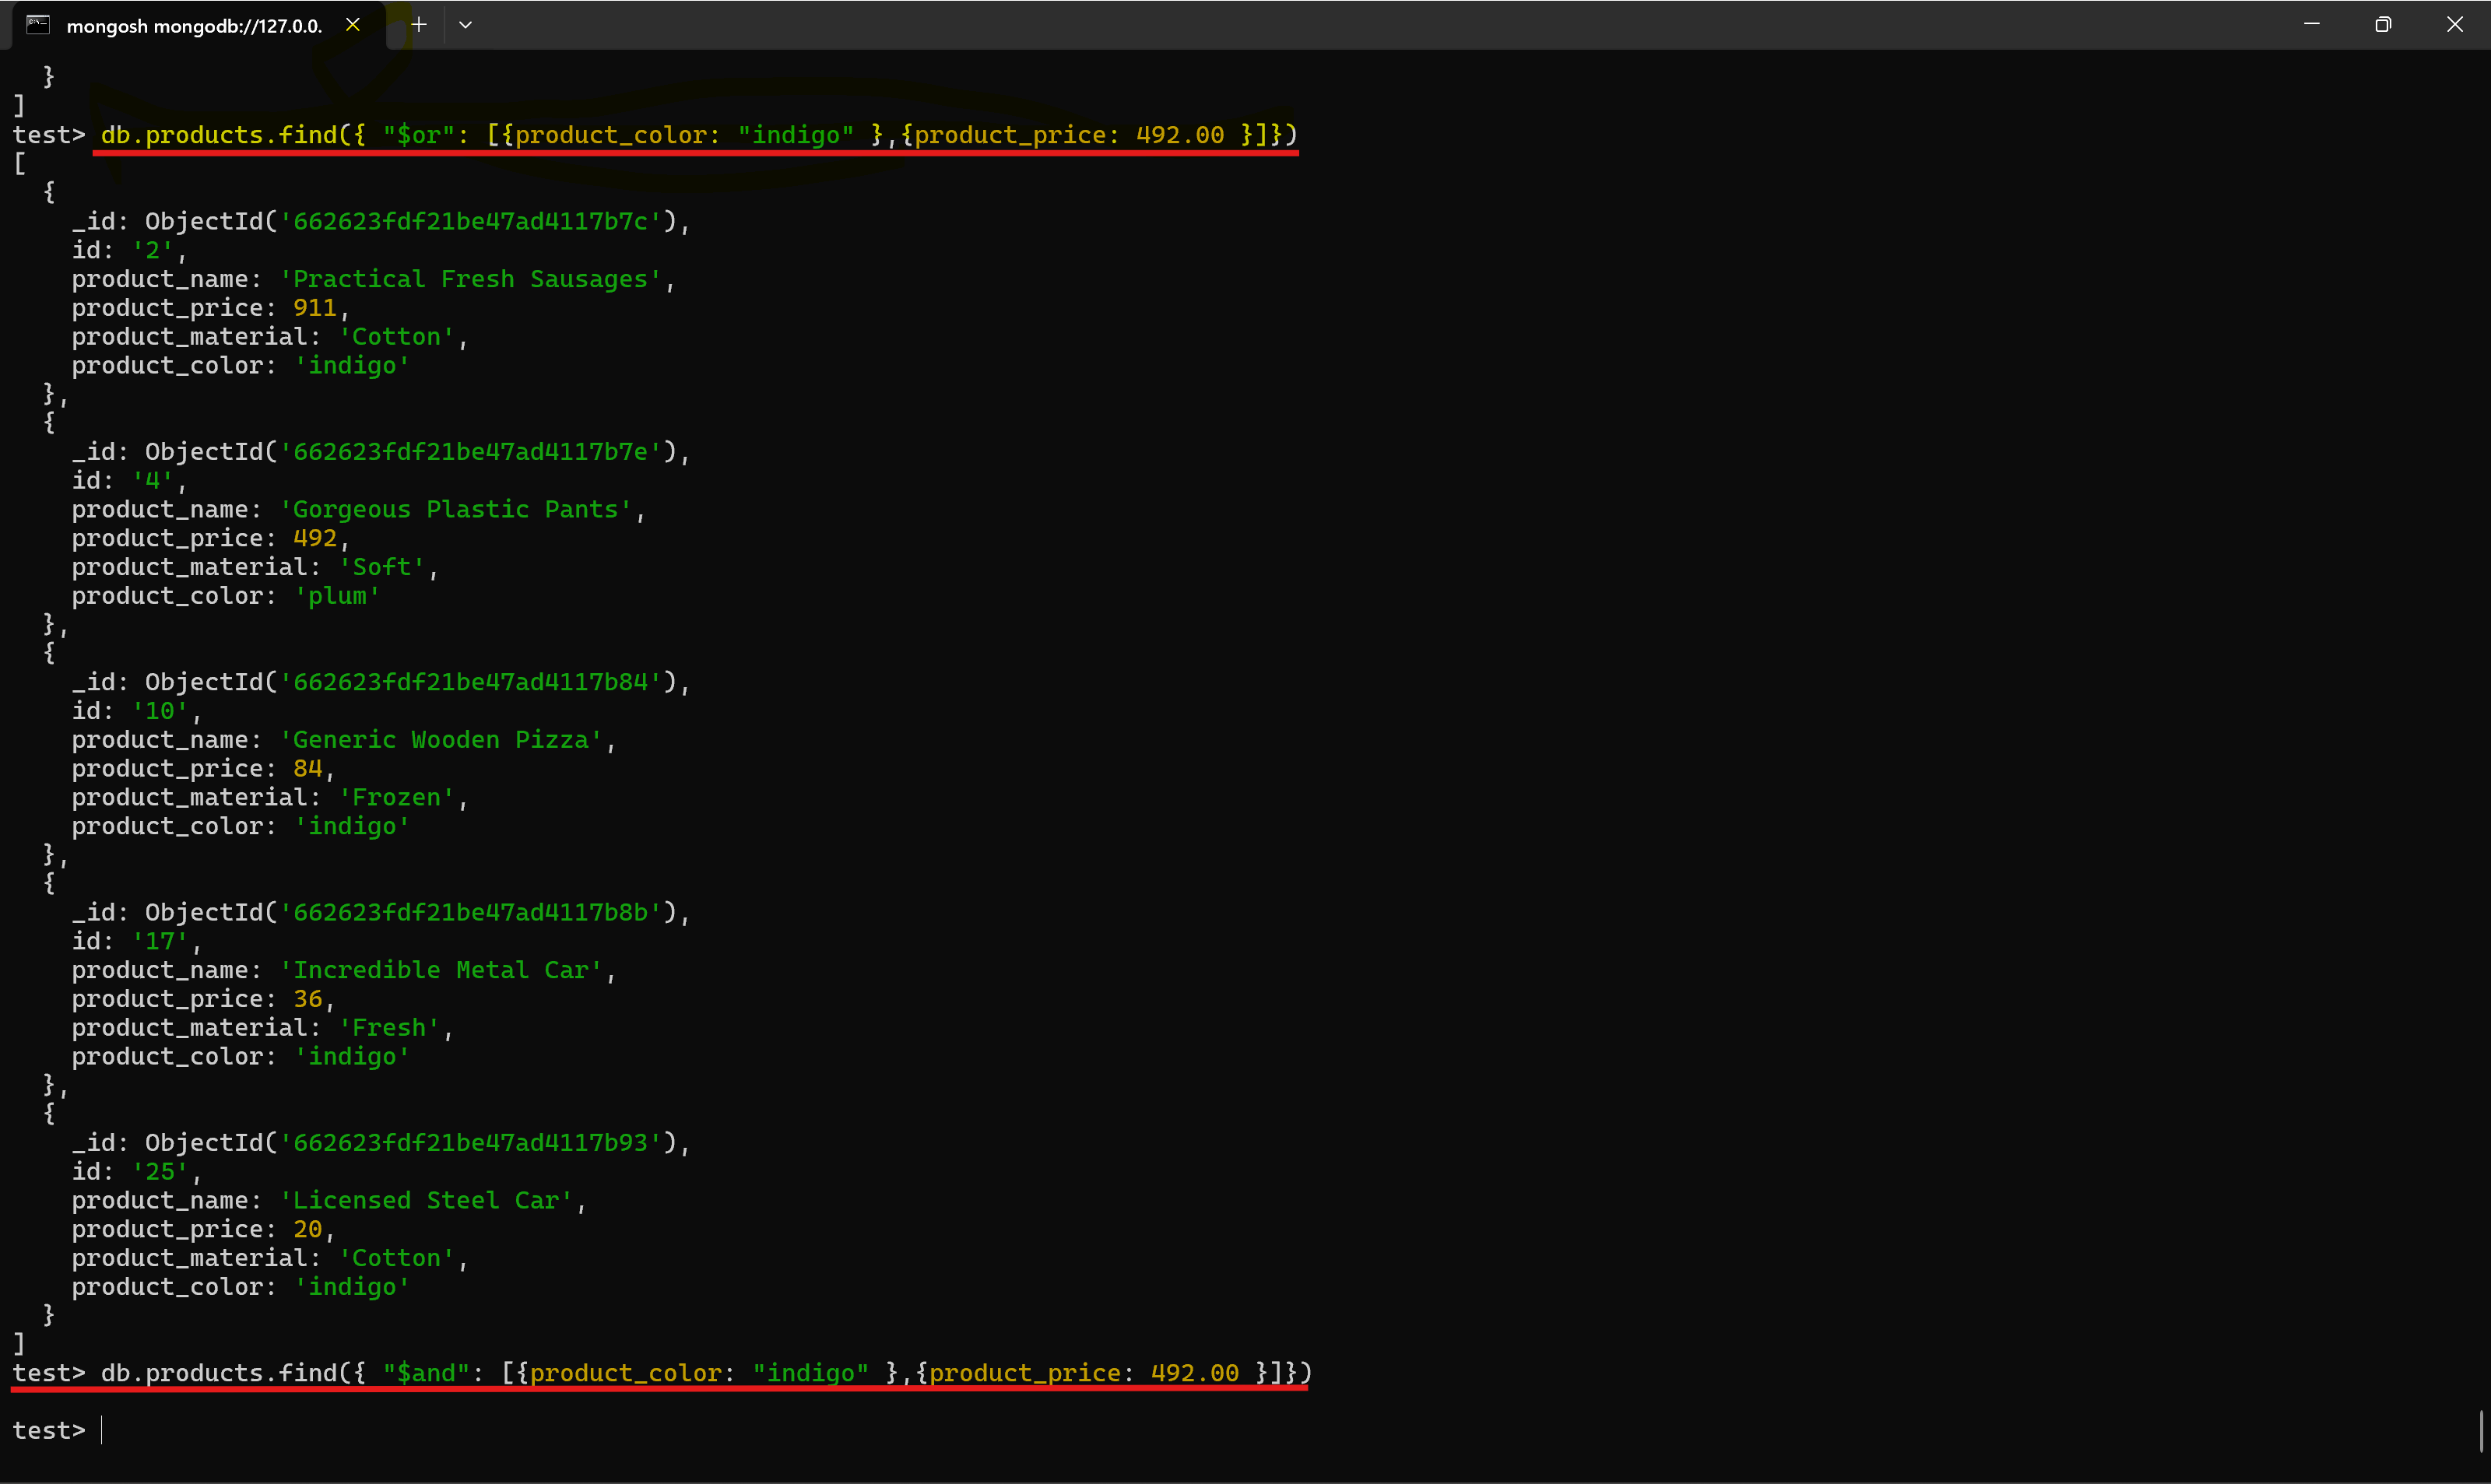 mongosh mongodb://127.0.0.
  }
]
test> db.products.find({ "$or": [{product_color: "indigo" },{product_price: 492.00 }]})
[
  {
    _id: ObjectId('662623fdf21be47ad4117b7c'),
    id: '2',
    product_name: 'Practical Fresh Sausages',
    product_price: 911,
    product_material: 'Cotton',
    product_color: 'indigo'
  },
  {
    _id: ObjectId('662623fdf21be47ad4117b7e'),
    id: '4',
    product_name: 'Gorgeous Plastic Pants',
    product_price: 492,
    product_material: 'Soft',
    product_color: 'plum'
  },
  {
    _id: ObjectId('662623fdf21be47ad4117b84'),
    id: '10',
    product_name: 'Generic Wooden Pizza',
    product_price: 84,
    product_material: 'Frozen',
    product_color: 'indigo'
  },
  {
    _id: ObjectId('662623fdf21be47ad4117b8b'),
    id: '17',
    product_name: 'Incredible Metal Car',
    product_price: 36,
    product_material: 'Fresh',
    product_color: 'indigo'
  },
  {
    _id: ObjectId('662623fdf21be47ad4117b93'),
    id: '25',
    product_name: 'Licensed Steel Car',
    product_price: 20,
    product_material: 'Cotton',
    product_color: 'indigo'
  }
]
test> db.products.find({ "$and": [{product_color: "indigo" },{product_price: 492.00 }]})
test>